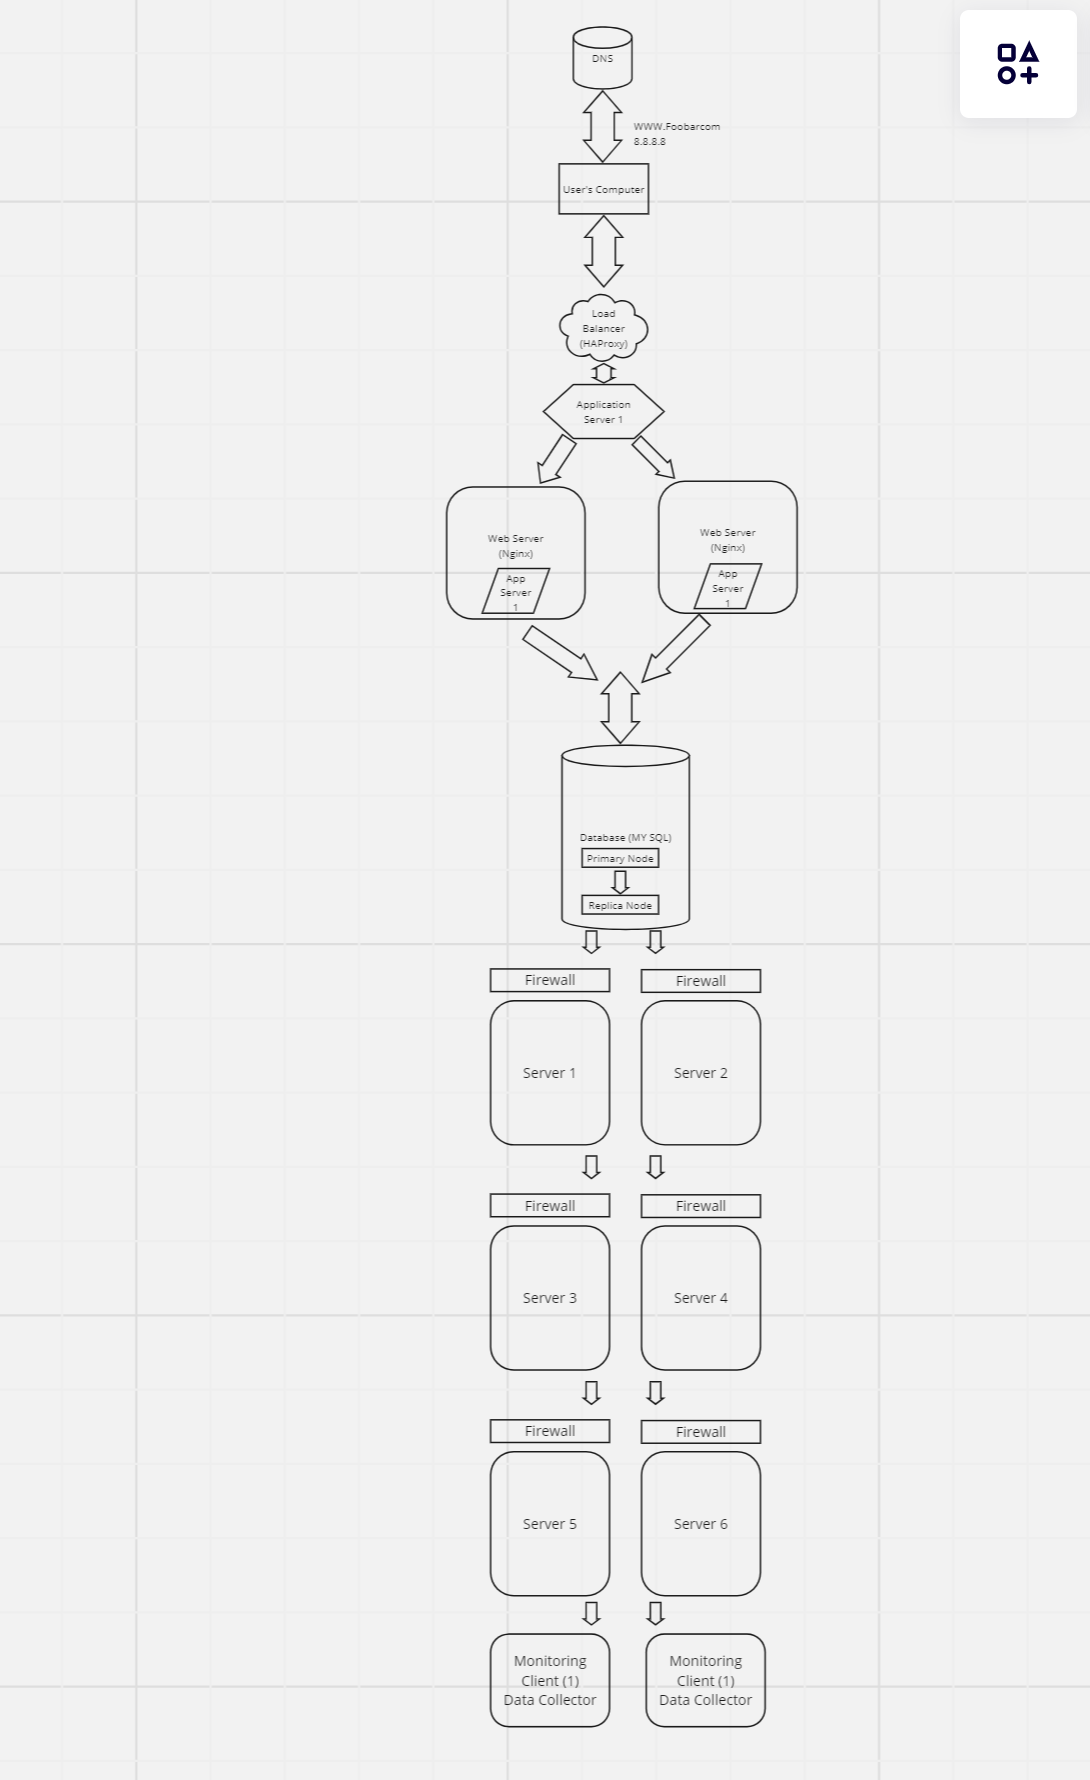 DNS
WWW.Foobarcom
8.8.8.8
User's Computer
Load
Balancer
(HAProxy)
Application
Server 1
Web Server
(Nginx)
App
Server
1
Web Server
(Nginx)
App
Server
1
Database (MY SQL)
Primary Node
Replica Node
Firewall
Firewall
Server 1
Server 2
Firewall
Firewall
Server 3
Server 4
Firewall
Firewall
Server 5
Server 6
Monitoring
Client (1)
Data Collector
Monitoring
Client (1)
Data Collector